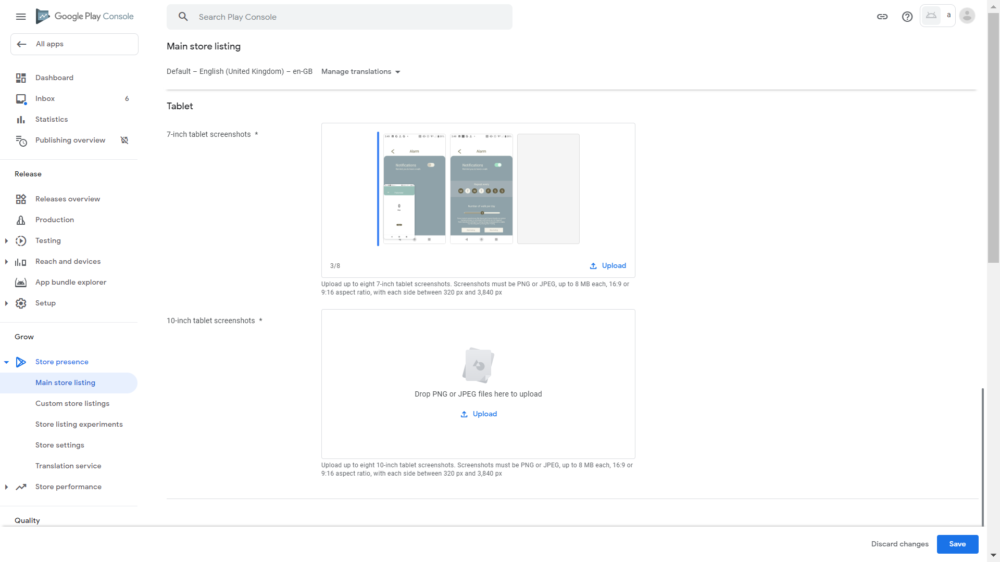 Google Play Console
Search Play Console
a
All apps
Main store listing
Default – English (United Kingdom) – en-GB
Manage translations
Dashboard
Inbox
6
Statistics
Publishing overview
Release
Releases overview
Production
Testing
Reach and devices
App bundle explorer
Setup
Grow
Store presence
Main store listing
Custom store listings
Store listing experiments
Store settings
Translation service
Store performance
Quality
Tablet
7-inch tablet screenshots *
Alarm
Notifications
0
Alarm
Notifications
Repeat every
M T W T F S S
Number of walk per day
3/8
Upload
Upload up to eight 7-inch tablet screenshots. Screenshots must be PNG or JPEG, up to 8 MB each, 16:9 or
9:16 aspect ratio, with each side between 320 px and 3,840 px
10-inch tablet screenshots *
Drop PNG or JPEG files here to upload
Upload
Upload up to eight 10-inch tablet screenshots. Screenshots must be PNG or JPEG, up to 8 MB each, 16:9 or
9:16 aspect ratio, with each side between 320 px and 3,840 px
Discard changes
Save